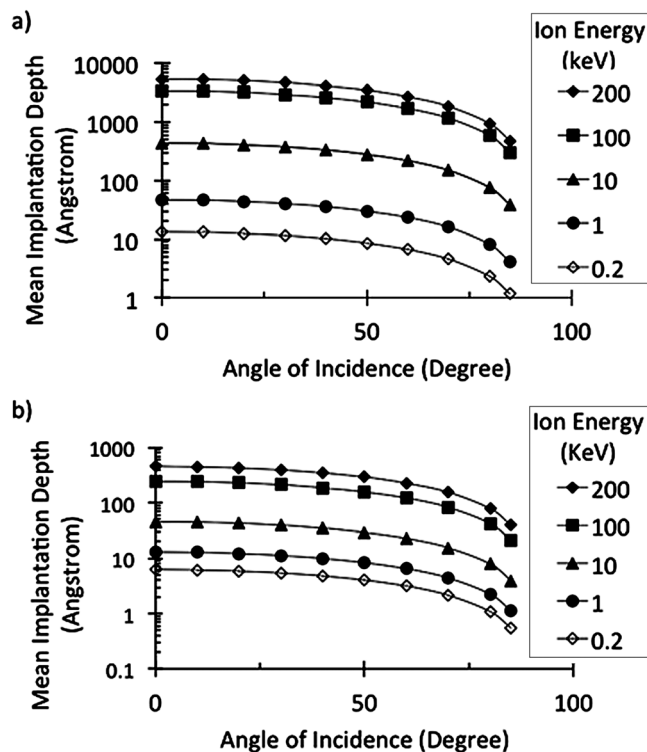 a)
Ion Energy
(keV)
200
100
10
1
0.2
Mean Implantation Depth
(Angstrom)
10000
1000
100
10
1
0
50
100
Angle of Incidence (Degree)
b)
Ion Energy
(KeV)
200
100
10
1
0.2
Mean Implantation Depth
(Angstrom)
1000
100
10
1
0.1
0
50
100
Angle of Incidence (Degree)